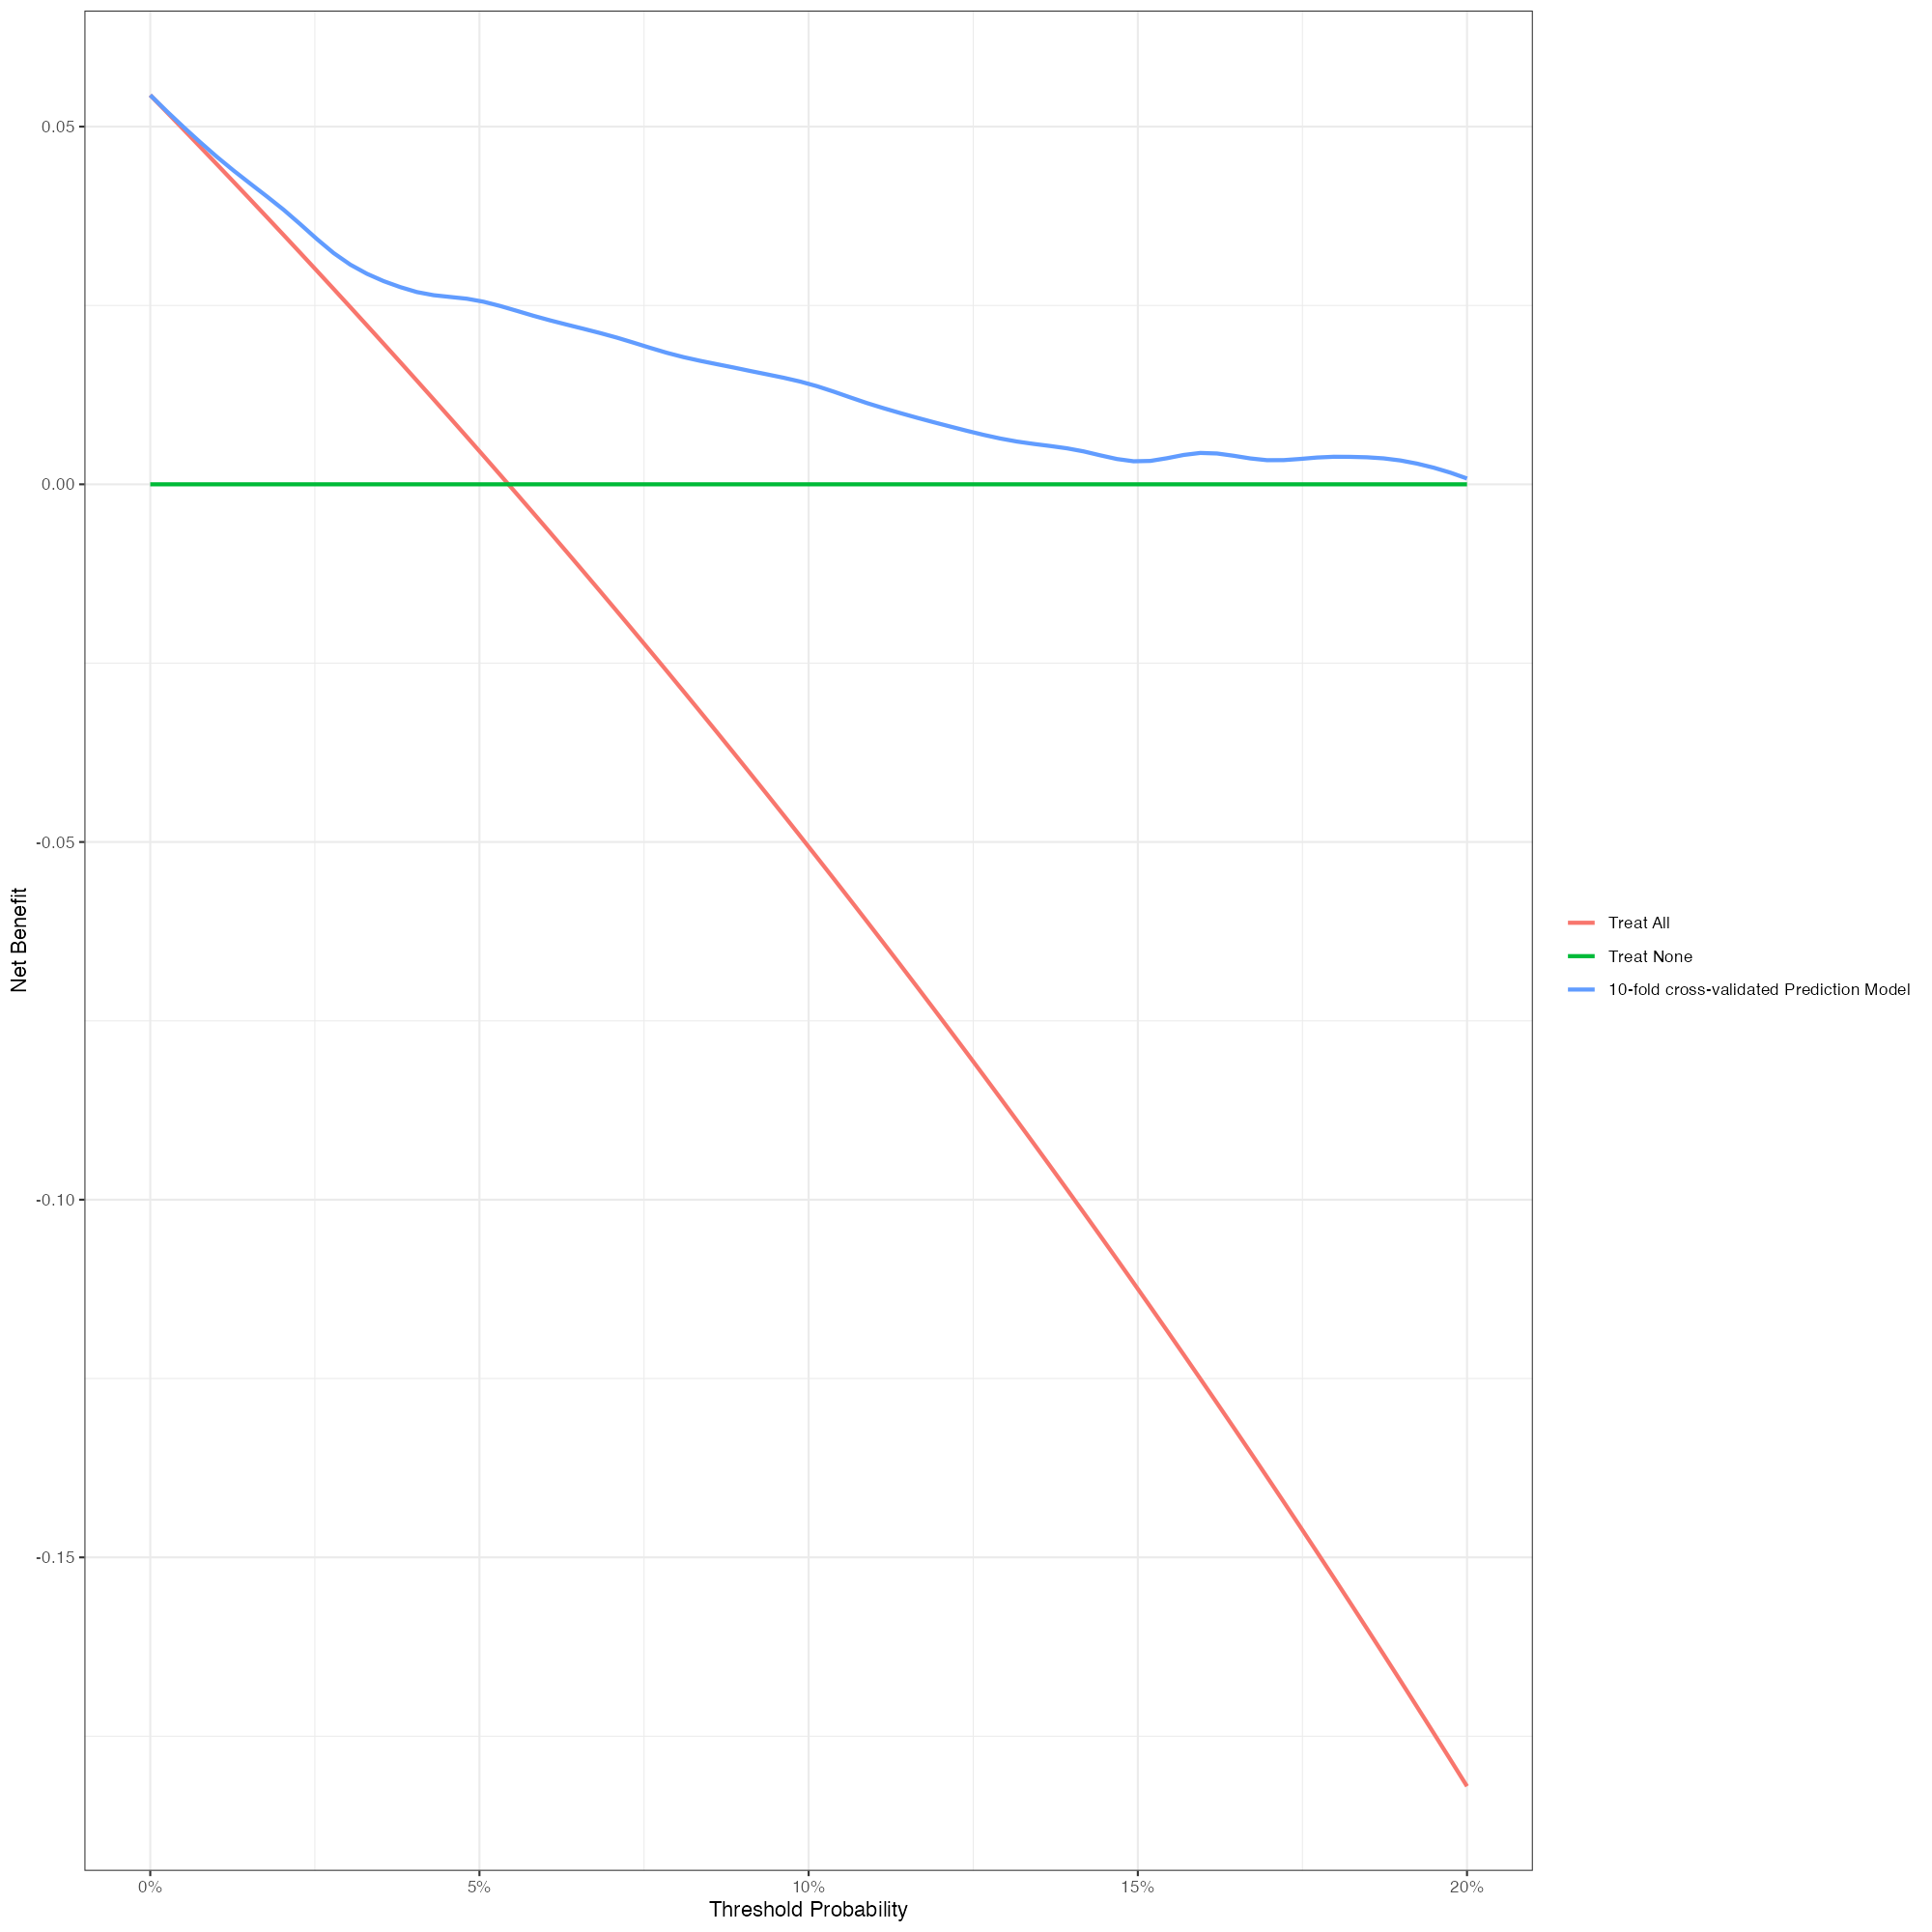 0.05
0.00
-0.05
-0.10
-0.15
Net Benefit
0%
5%
10%
15%
20%
Threshold Probability
Treat All
Treat None
10-fold cross-validated Prediction Model